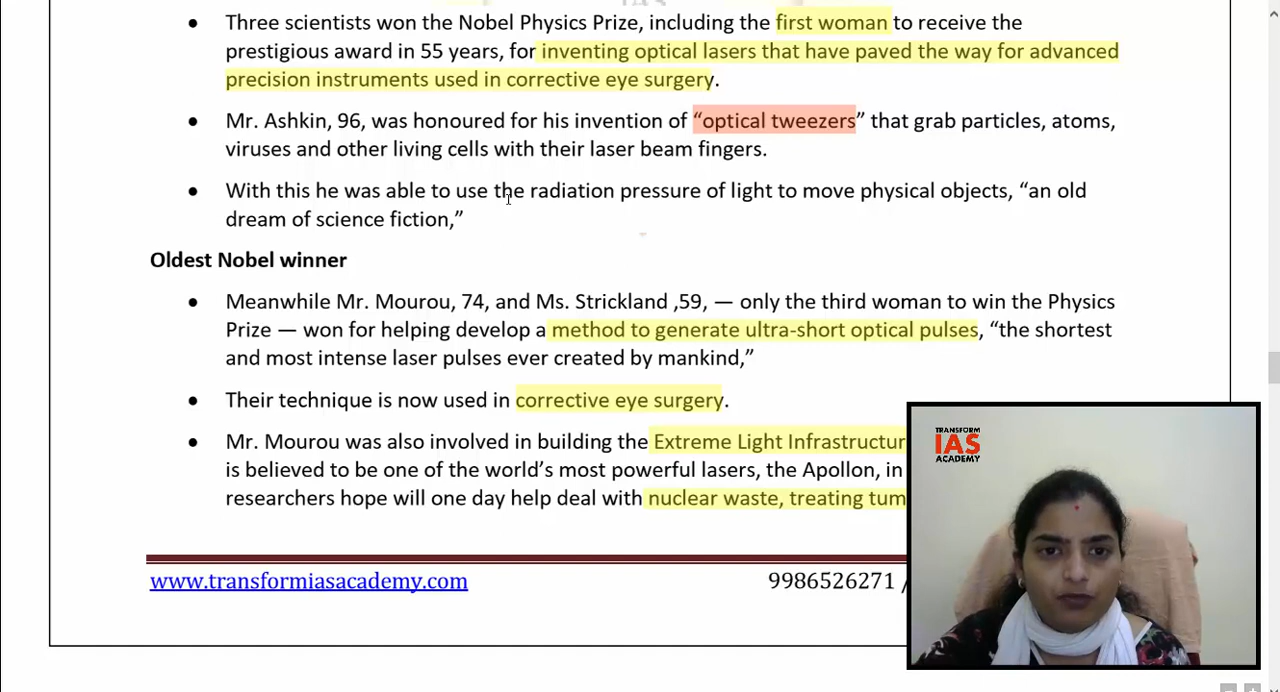 Three scientists won the Nobel Physics Prize, including the first woman to receive the
prestigious award in 55 years, for inventing optical lasers that have paved the way for advanced
precision instruments used in corrective eye surgery.
Mr. Ashkin, 96, was honoured for his invention of “optical tweezers” that grab particles, atoms,
viruses and other living cells with their laser beam fingers.
With this he was able to use the radiation pressure of light to move physical objects, “an old
dream of science fiction,”
Oldest Nobel winner
Meanwhile Mr. Mourou, 74, and Ms. Strickland ,59, — only the third woman to win the Physics
Prize — won for helping develop a method to generate ultra-short optical pulses, “the shortest
and most intense laser pulses ever created by mankind,”
Their technique is now used in corrective eye surgery.
Mr. Mourou was also involved in building the Extreme Light Infrastructur
is believed to be one of the world’s most powerful lasers, the Apollon, in
researchers hope will one day help deal with nuclear waste, treating tum
www.transformiasacademy.com
9986526271 /
TRANSFORM
IAS
ACADEMY